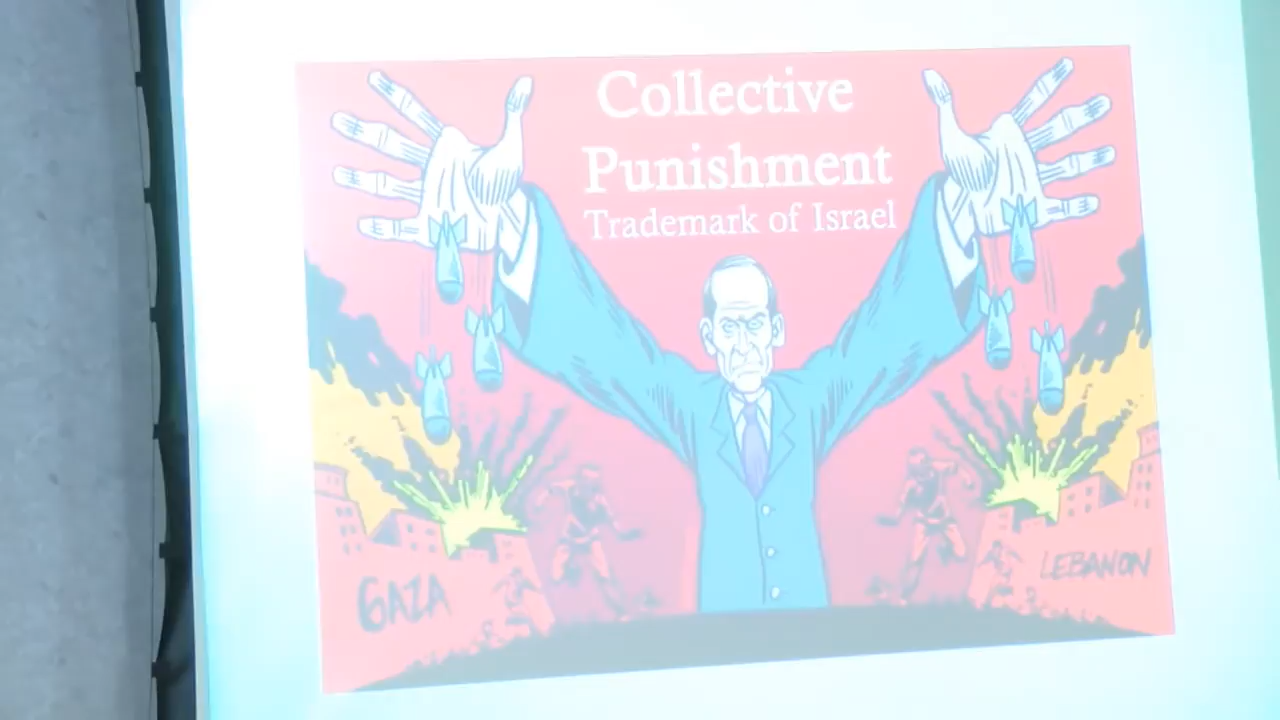 Collective
Punishment
Trademark of Israel
GAZA
LEBANON